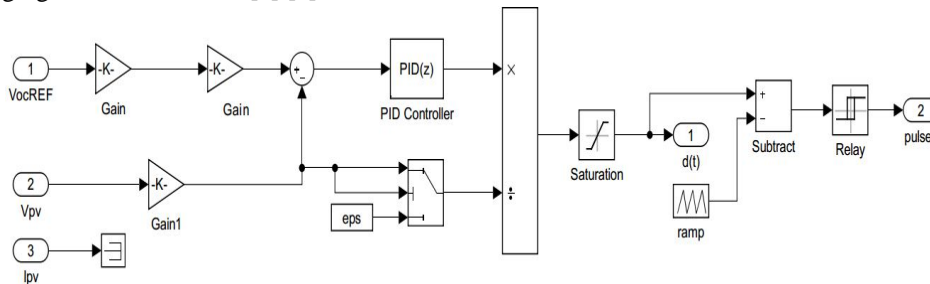 1
VocREF
-K-
Gain
-K-
Gain
+
−
PID(z)
PID Controller
×
÷
2
Vpv
-K-
Gain1
eps
3
Ipv
Saturation
1
d(t)
ramp
+
−
Subtract
Relay
2
pulse